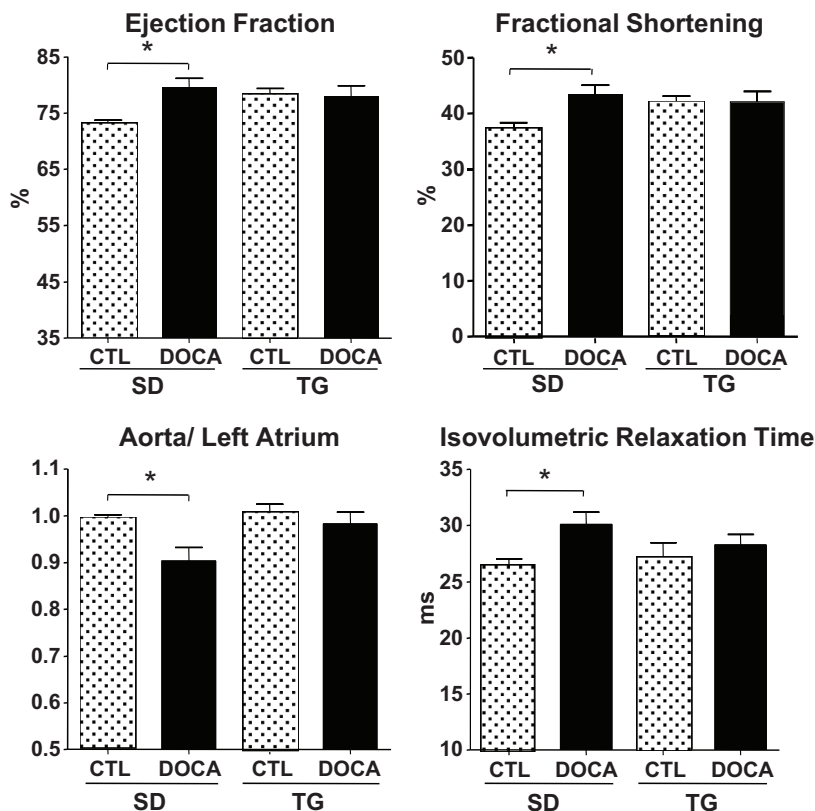 Ejection Fraction
*
85
75
65
55
45
35
%
CTL DOCA CTL DOCA
SD TG
Fractional Shortening
*
50
40
30
20
10
0
%
CTL DOCA CTL DOCA
SD TG
Aorta/ Left Atrium
*
1.1
1.0
0.9
0.8
0.7
0.6
0.5
CTL DOCA CTL DOCA
SD TG
Isovolumetric Relaxation Time
*
35
30
25
20
15
10
ms
CTL DOCA CTL DOCA
SD TG